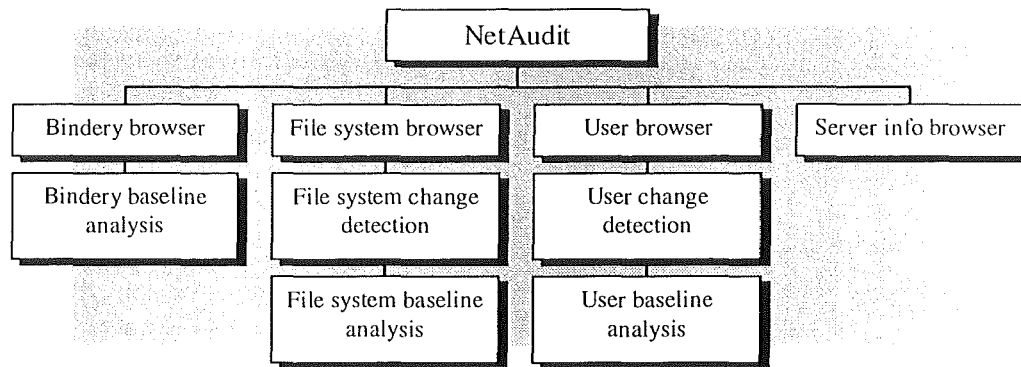 NetAudit
Bindery browser
File system browser
User browser
Server info browser
Bindery baseline
analysis
File system change
detection
User change
detection
File system baseline
analysis
User baseline
analysis